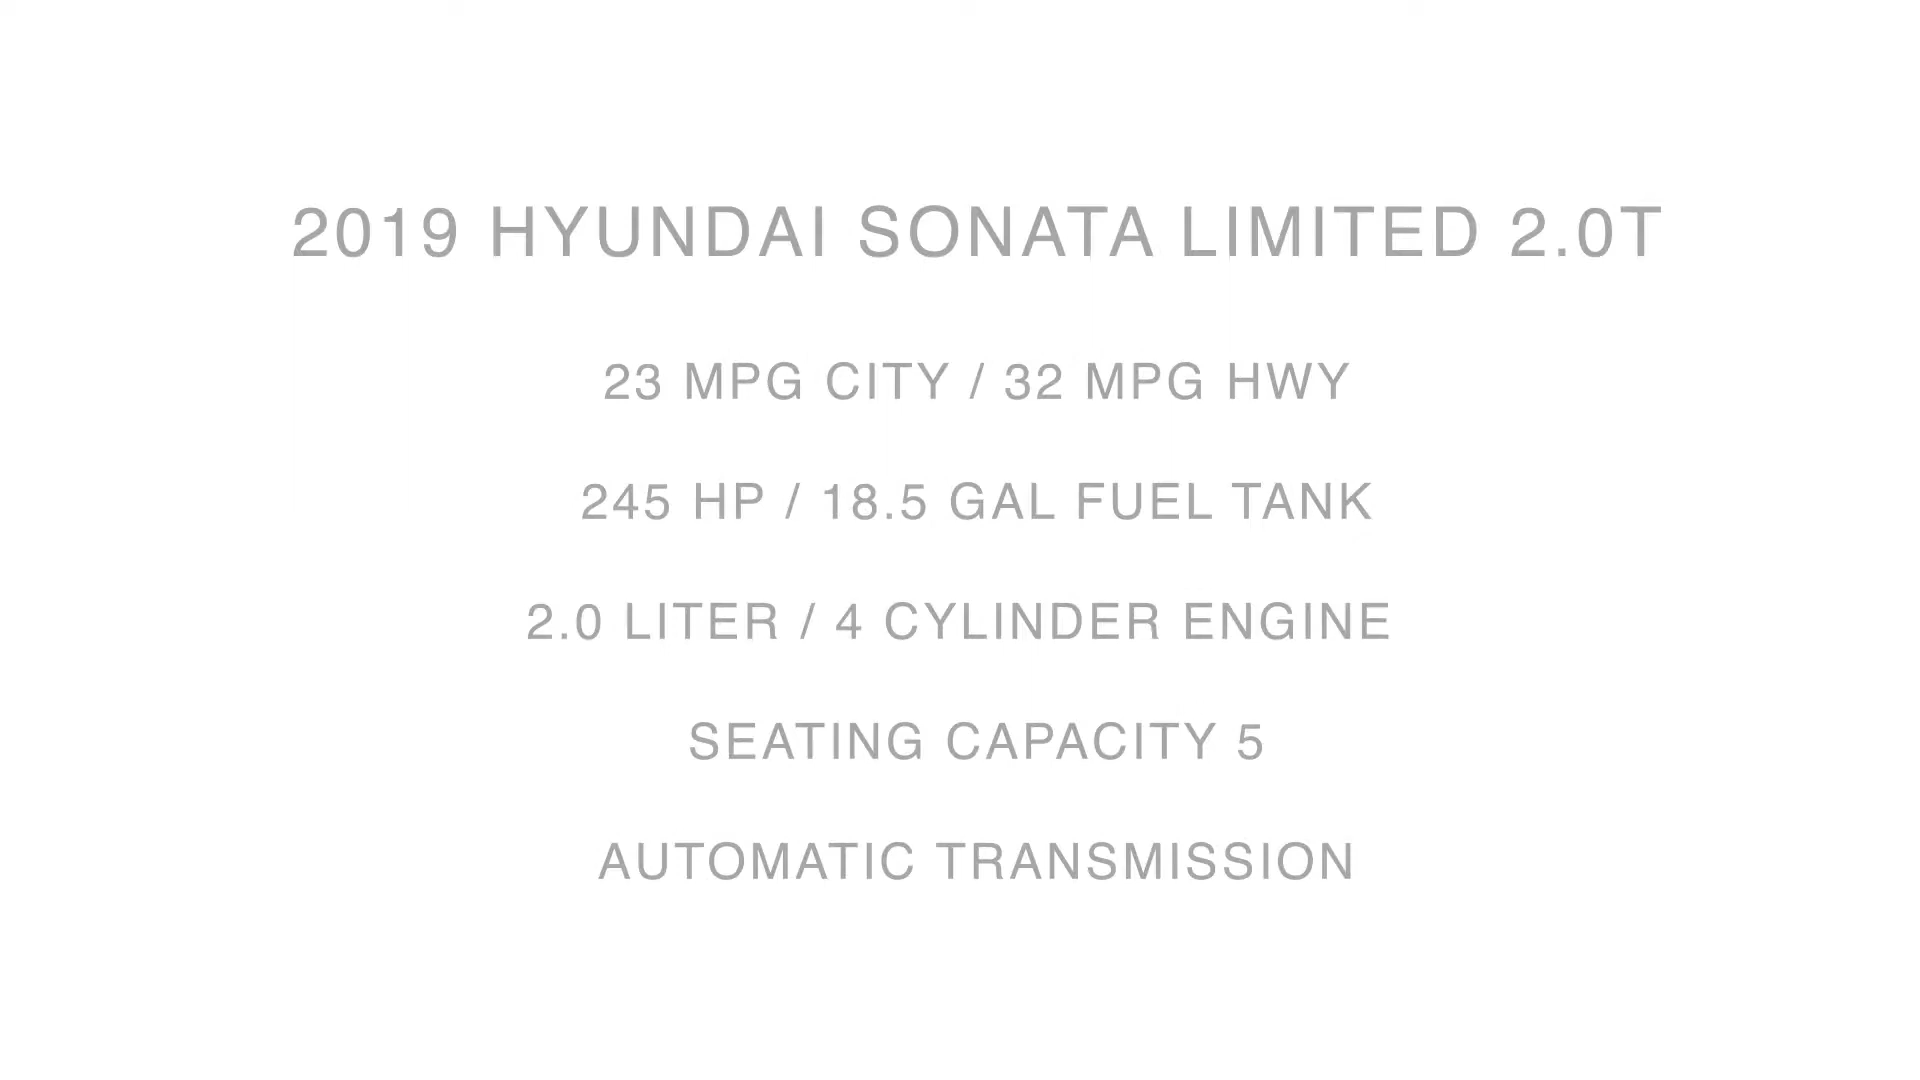 2019 HYUNDAI SONATA LIMITED 2.0T
23 MPG CITY / 32 MPG HWY
245 HP / 18.5 GAL FUEL TANK
2.0 LITER / 4 CYLINDER ENGINE
SEATING CAPACITY 5
AUTOMATIC TRANSMISSION